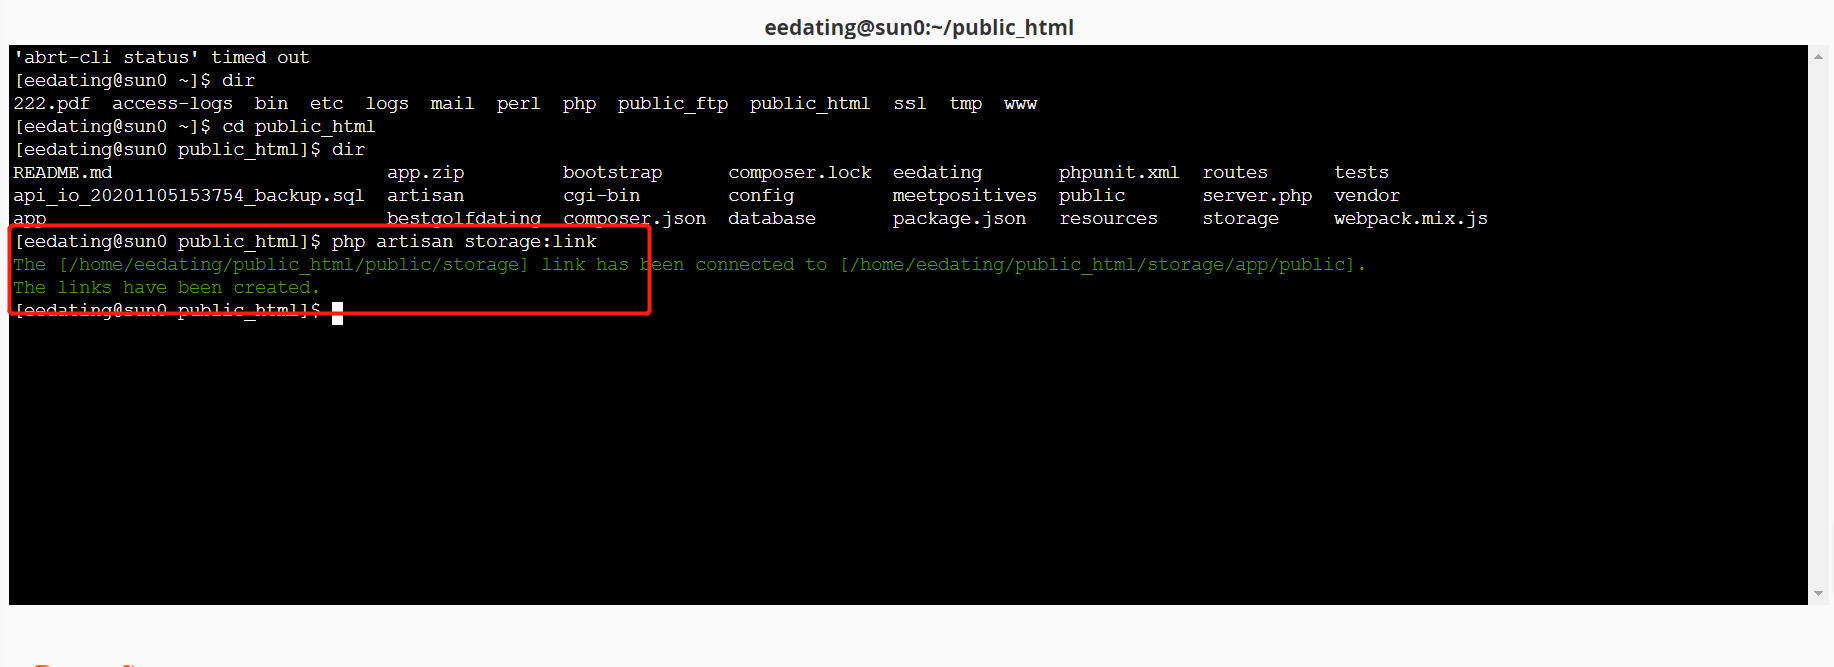 eedating@sun0:~/public_html
'abrt-cli status' timed out
[eedating@sun0 ~]$ dir
222.pdf  access-logs  bin  etc  logs  mail  perl  php  public_ftp  public_html  ssl  tmp  www
[eedating@sun0 ~]$ cd public_html
[eedating@sun0 public_html]$ dir
README.md                         app.zip          bootstrap      composer.lock  eedating       phpunit.xml  routes      tests
api_io_20201105153754_backup.sql  artisan          cgi-bin        config         meetpositives  public       server.php  vendor
app                               bestgolfdating  composer.json  database       package.json   resources    storage     webpack.mix.js
[eedating@sun0 public_html]$ php artisan storage:link
The [/home/eedating/public_html/public/storage] link has been connected to [/home/eedating/public_html/storage/app/public].
The links have been created.
[eedating@sun0 public_html]$